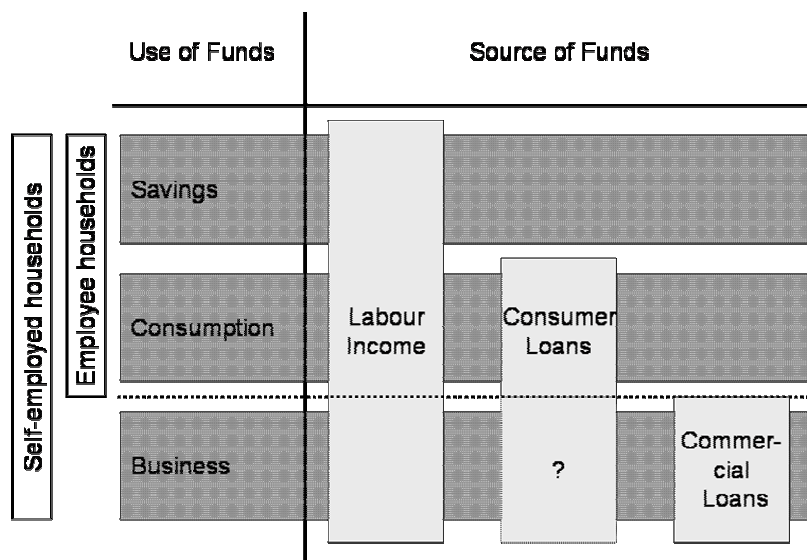 Use of Funds
Source of Funds
Self-employed households
Employee households
Savings
Consumption
Labour
Income
Consumer
Loans
Business
?
Commer-
cial
Loans